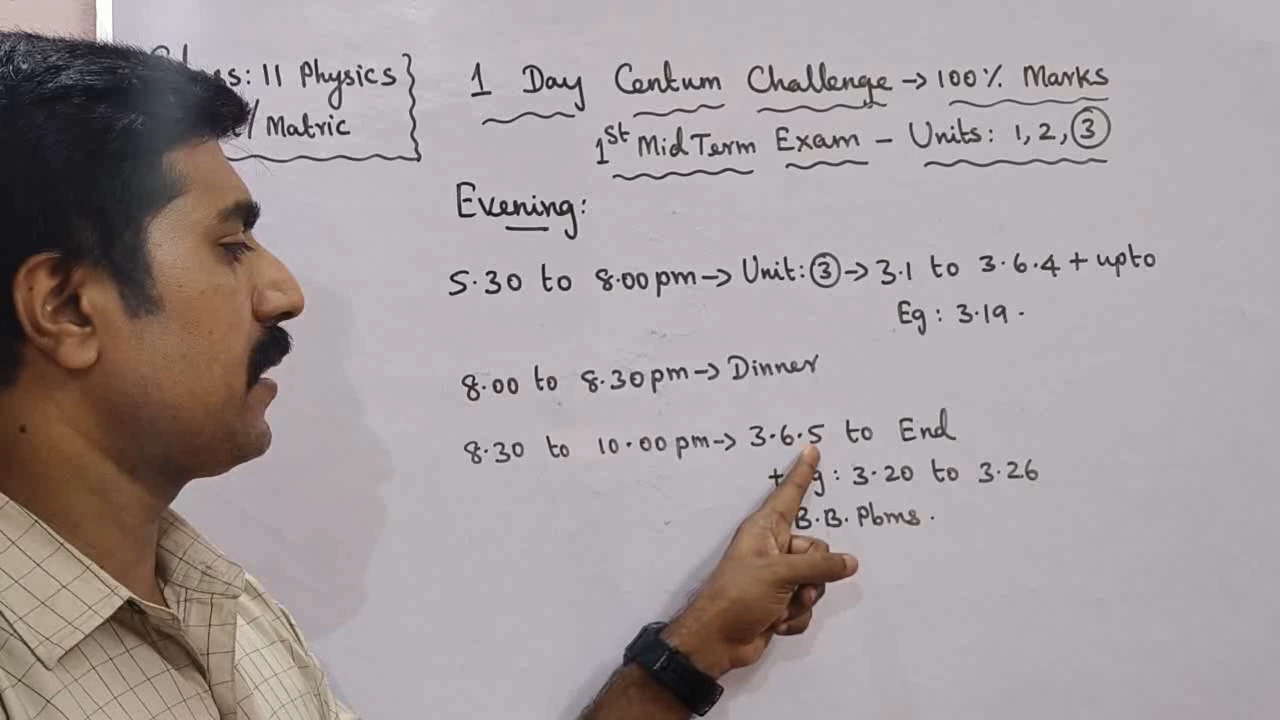 : 11 Physics
/ Matric
1 Day Centum Challenge → 100% Marks
1st Mid Term Exam - Units: 1, 2, 3
Evening:
5.30 to 8.00 pm → Unit: 3 → 3.1 to 3.6.4 + upto
Eg: 3.19.
8.00 to 8.30 pm → Dinner
8.30 to 10.00 pm → 3.6.5 to End
+ g: 3.20 to 3.26
B.B. Pbms.